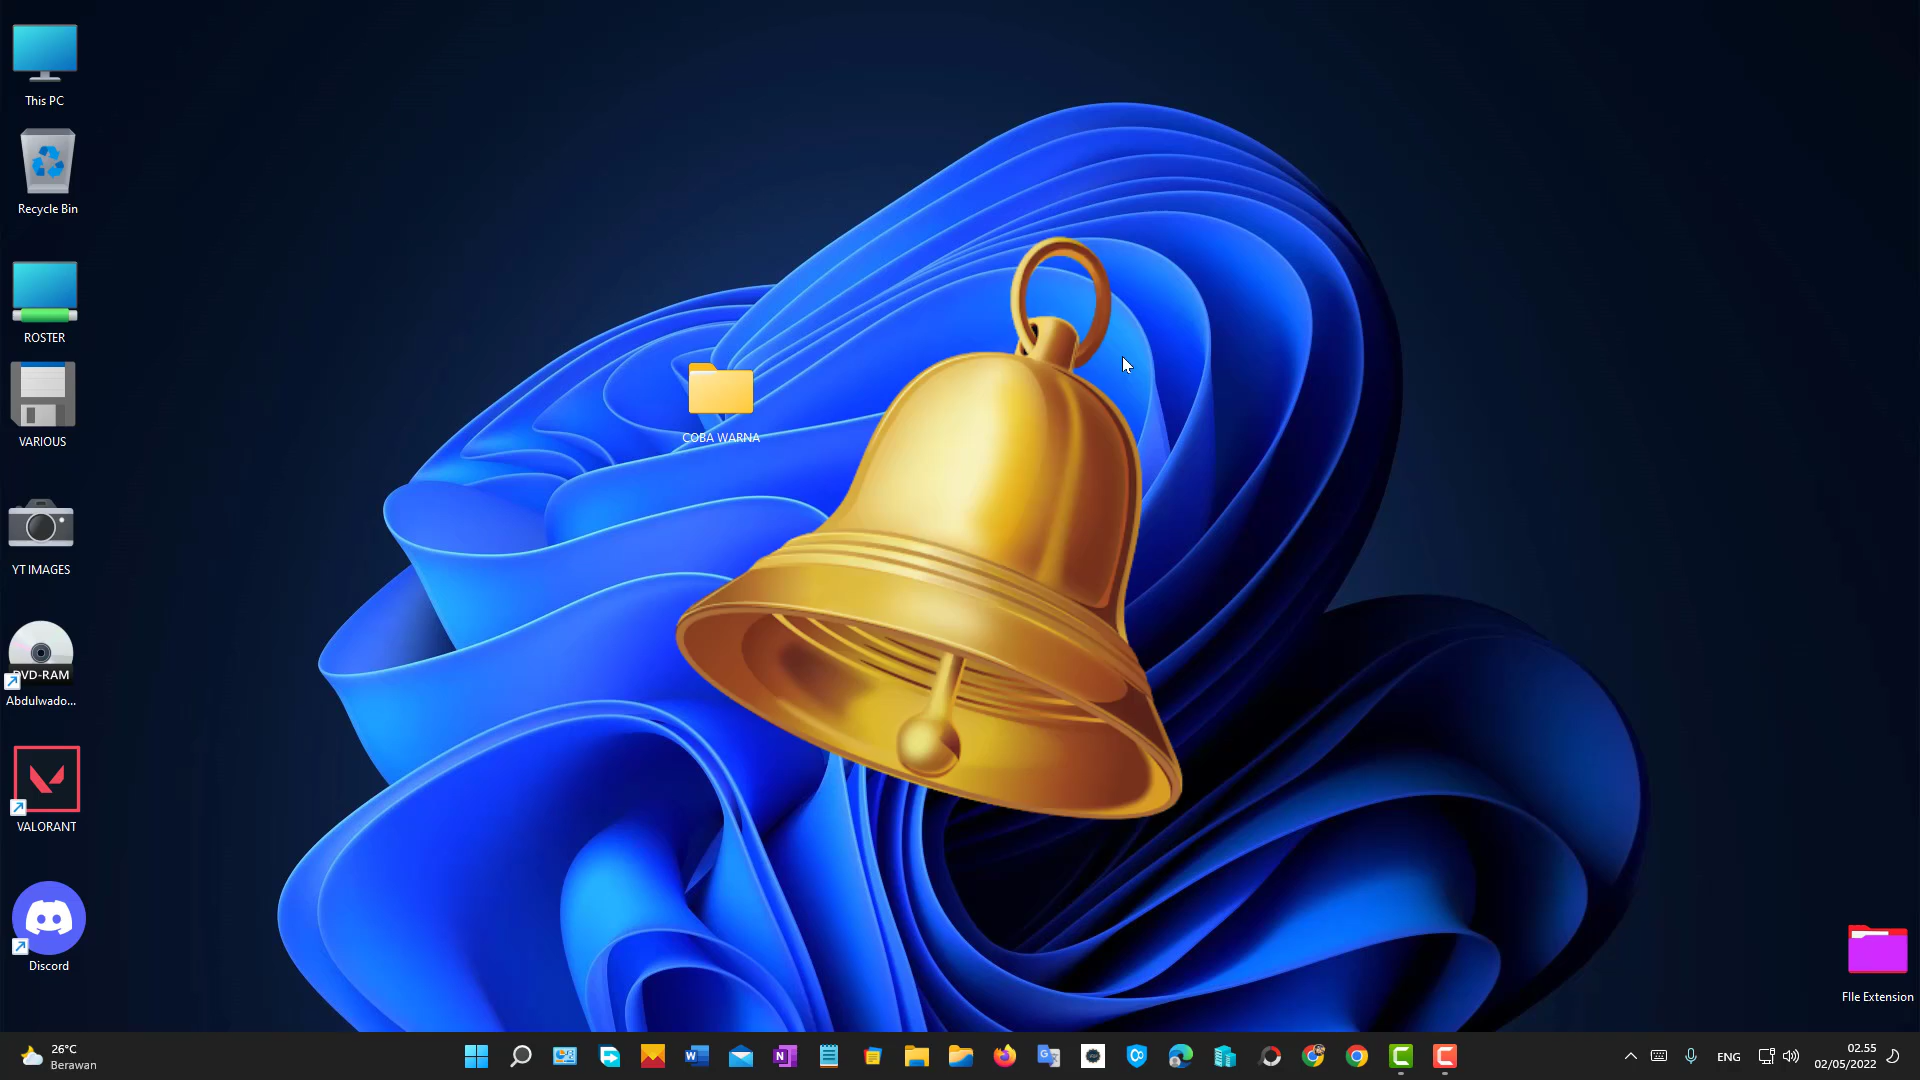 This PC
Recycle Bin
ROSTER
VARIOUS
YT IMAGES
DVD-RAM
Abdulwado...
VALORANT
Discord
COBA WARNA
FIle Extension
26°C
Berawan
ENG
02.55
02/05/2022